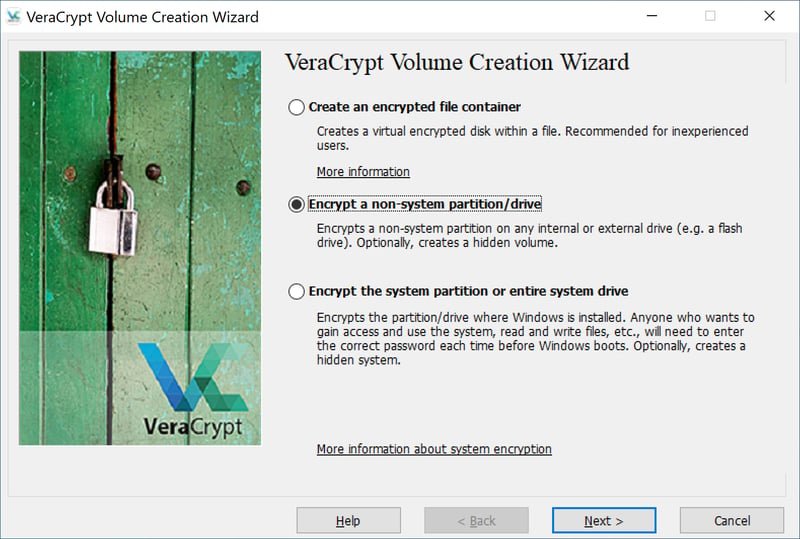 VeraCrypt Volume Creation Wizard
VeraCrypt Volume Creation Wizard
Create an encrypted file container
Creates a virtual encrypted disk within a file. Recommended for inexperienced
users.
More information
Encrypt a non-system partition/drive
Encrypts a non-system partition on any internal or external drive (e.g. a flash
drive). Optionally, creates a hidden volume.
Encrypt the system partition or entire system drive
Encrypts the partition/drive where Windows is installed. Anyone who wants to
gain access and use the system, read and write files, etc., will need to enter
the correct password each time before Windows boots. Optionally, creates a
hidden system.
VeraCrypt
More information about system encryption
Help
< Back
Next >
Cancel